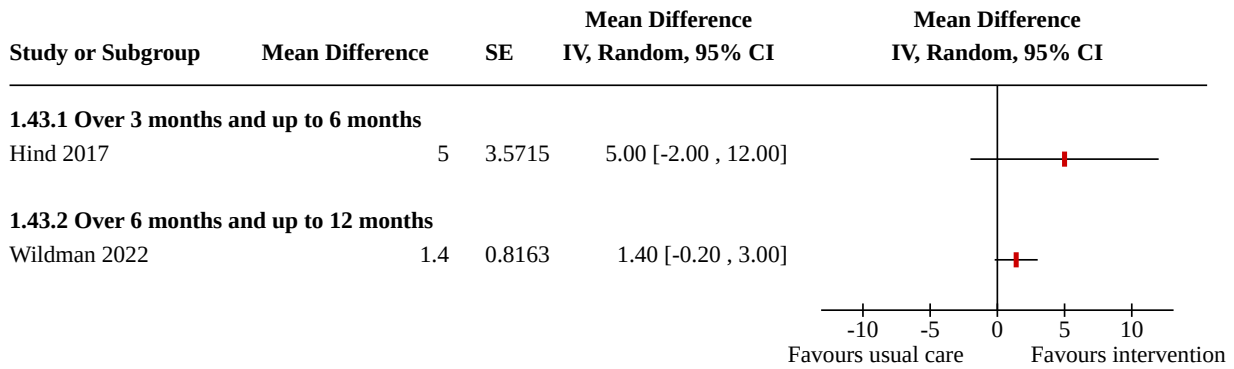 Mean Difference Mean Difference
Study or Subgroup Mean Difference SE IV, Random, 95% CI IV, Random, 95% CI
1.43.1 Over 3 months and up to 6 months
Hind 2017 5 3.5715 5.00 [-2.00 , 12.00]
1.43.2 Over 6 months and up to 12 months
Wildman 2022 1.4 0.8163 1.40 [-0.20 , 3.00]
-10 -5 0 5 10
Favours usual care Favours intervention